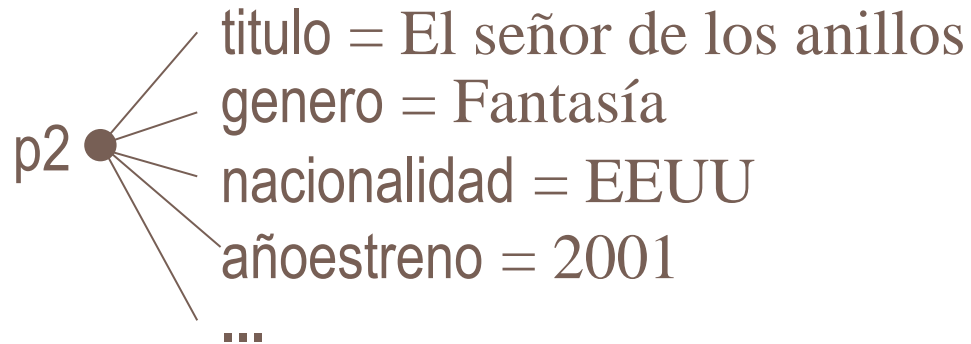 titulo = El señor de los anillos
genero = Fantasía
p2
nacionalidad = EEUU
añoestreno = 2001
...